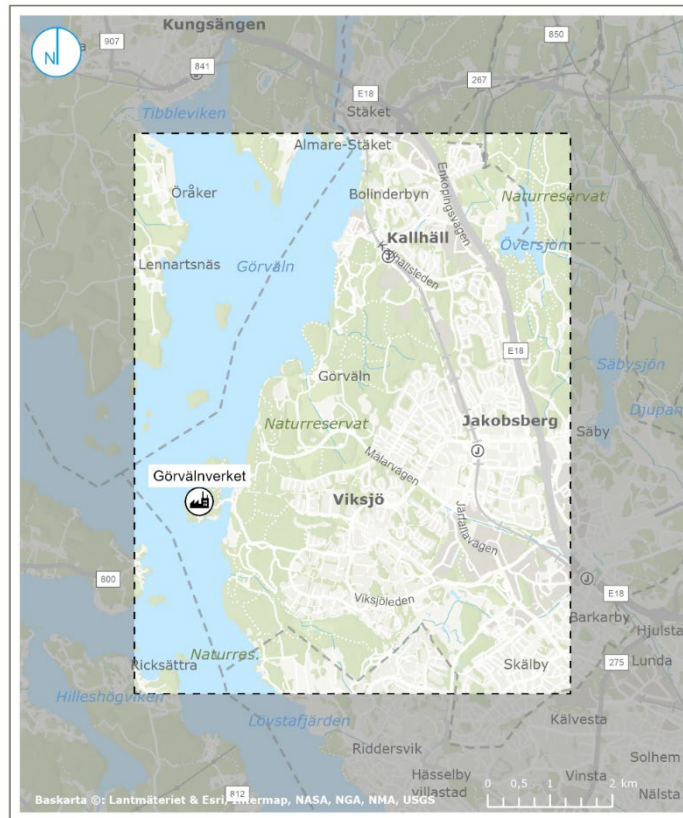 Kungsängen
907
850
N
841
267
Tibbleviken
E18
Stäket
Almare-Stäket
Enköpingsvägen
Öråker
Bolinderbyn
Naturreservat
Kallhäll
Översjön
Lennartsnäs
Görväln
Kallhällsleden
J
E18
Säbysjön
Görväln
Djupan
Naturreservat
Jakobsberg
Säby
J
Mälarvägen
Görvälnverket
Viksjö
Järfällavägen
800
J
E18
Viksjöleden
Barkarby
Hjulsta
Naturres.
Ricksättra
Skälby
275
Lunda
Hilleshögviken
Lövstafjärden
Kälvesta
Riddersvik
Solhem
Hässelby
villastad
Vinsta
0 0,5 1 2 km
Nälsta
812
Baskarta ©: Lantmäteriet & Esri, Intermap, NASA, NGA, NMA, USGS